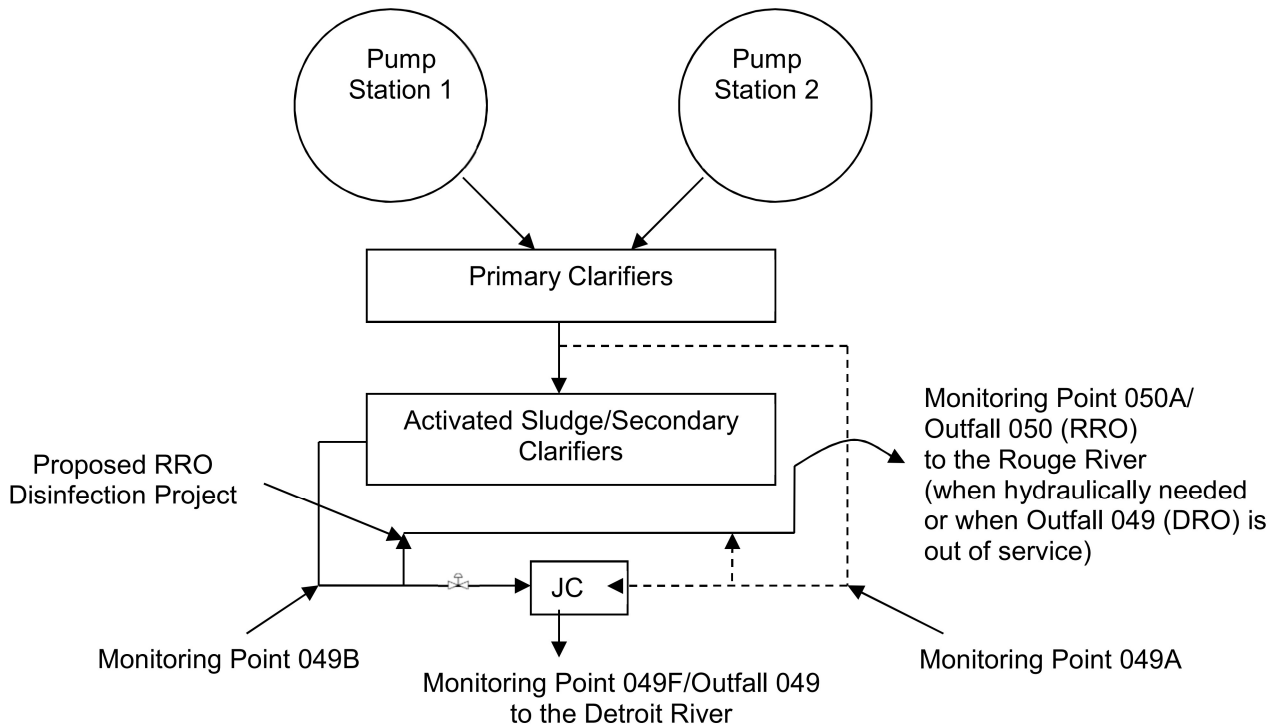 Pump
Station 1
Pump
Station 2
Primary Clarifiers
Activated Sludge/Secondary
Clarifiers
Monitoring Point 050A/
Outfall 050 (RRO)
to the Rouge River
(when hydraulically needed
or when Outfall 049 (DRO) is
out of service)
Proposed RRO
Disinfection Project
JC
Monitoring Point 049B
Monitoring Point 049A
Monitoring Point 049F/Outfall 049
to the Detroit River